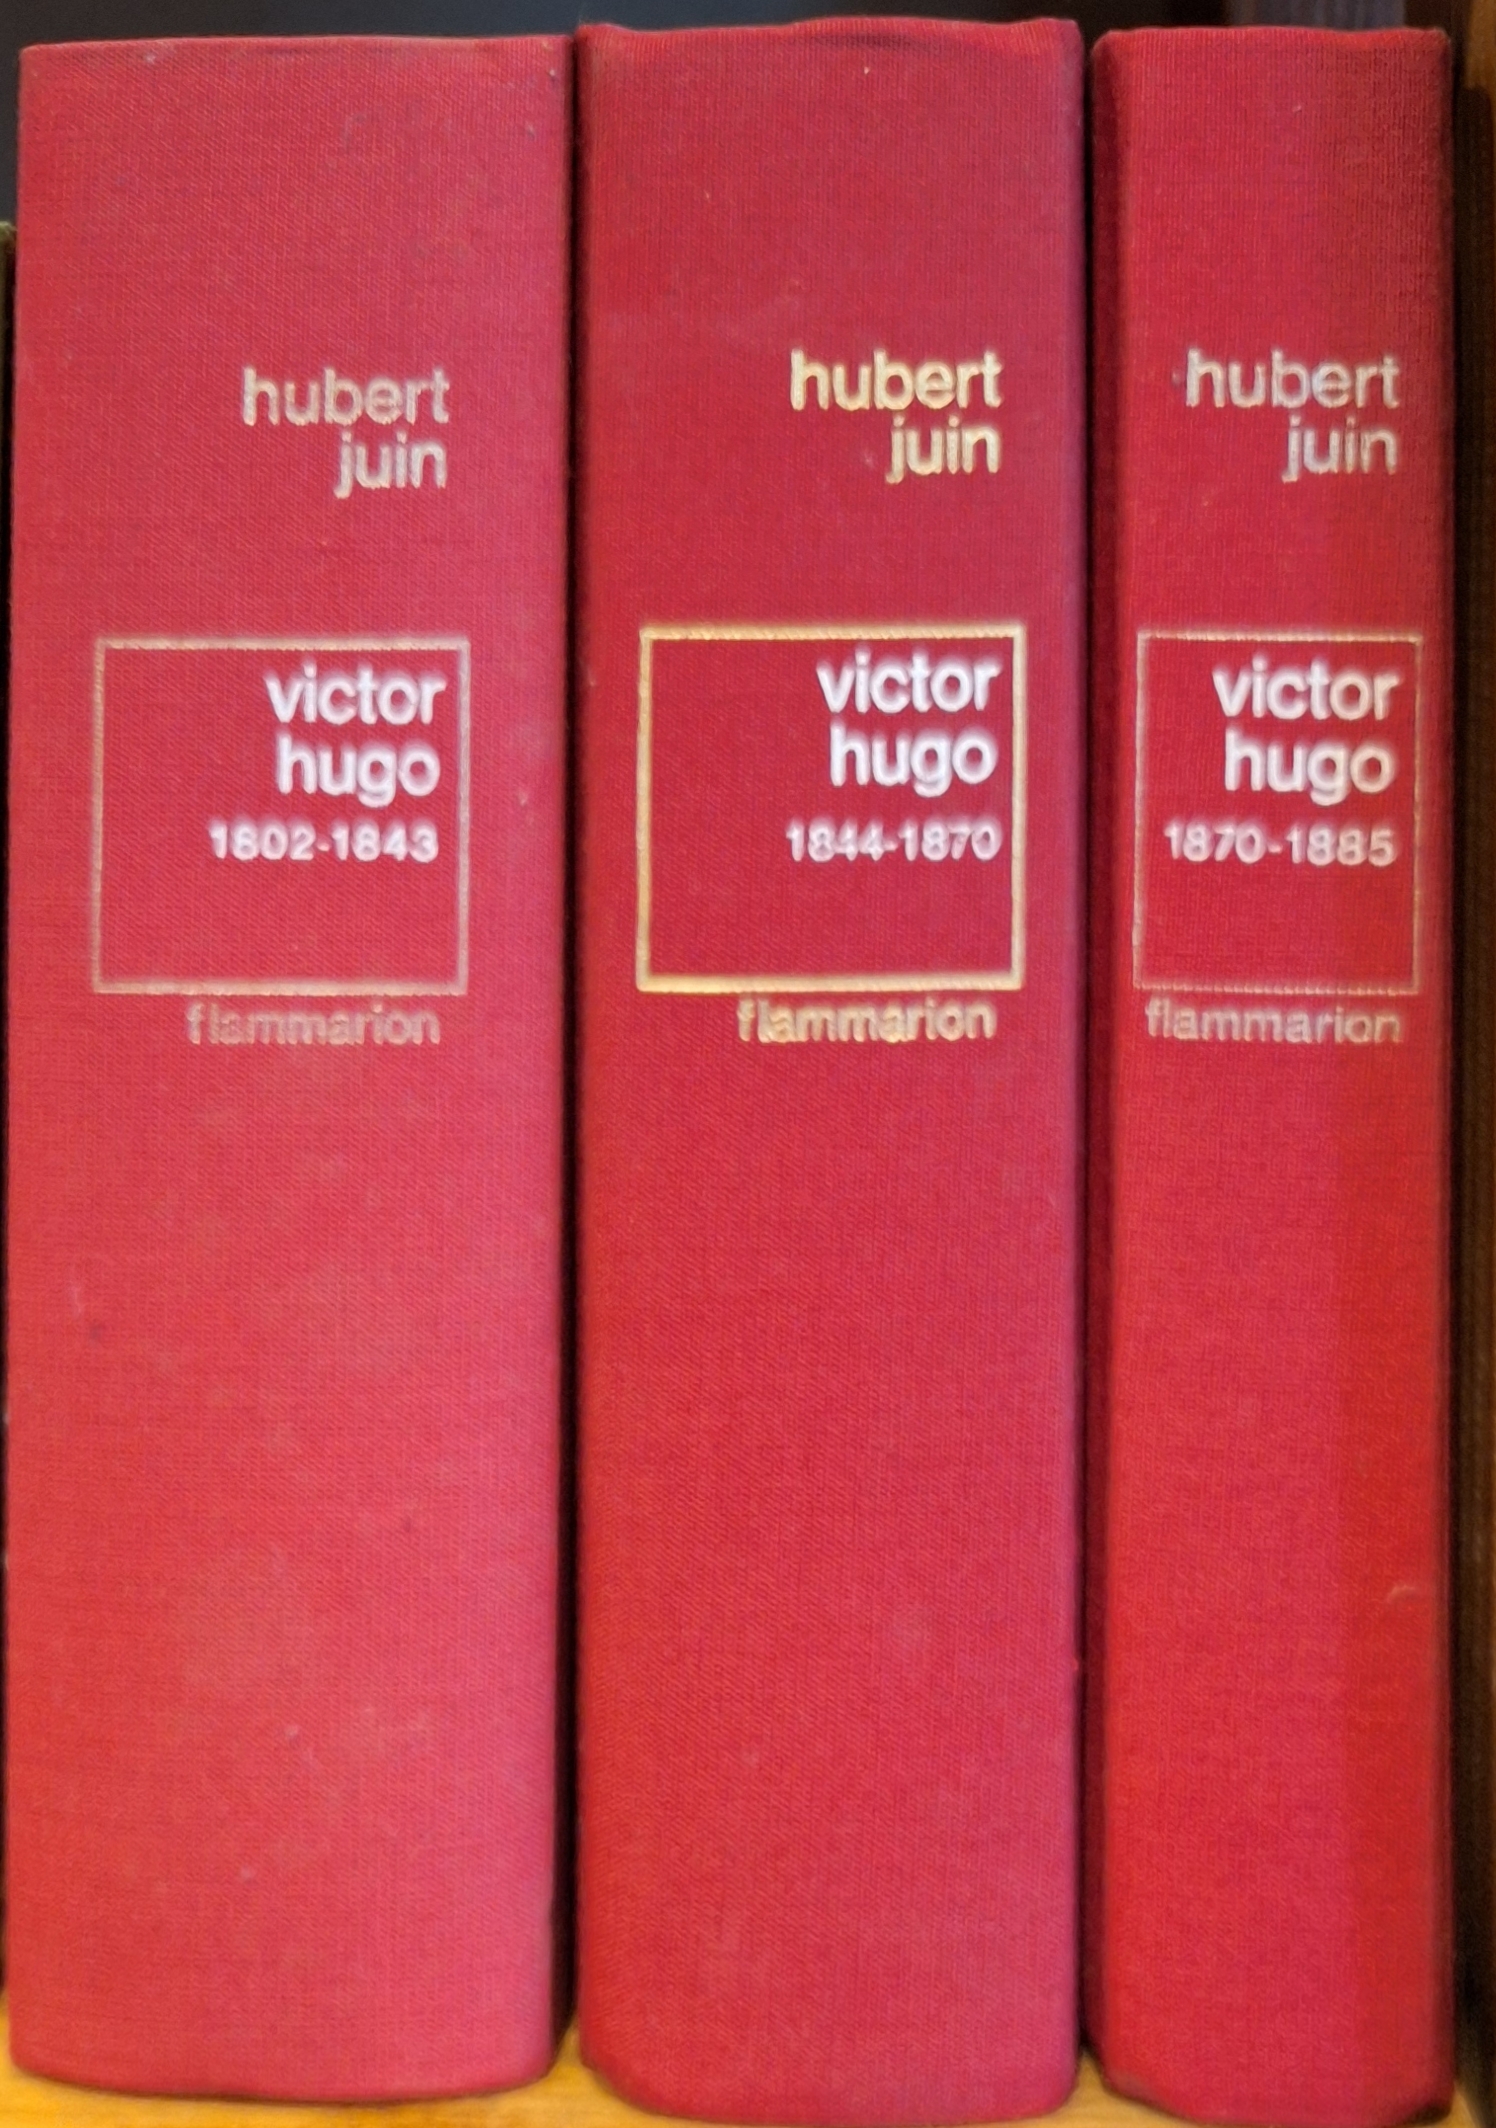 hubert
juin
victor
hugo
1802-1843
flammarion
hubert
juin
victor
hugo
1844-1870
flammarion
hubert
juin
victor
hugo
1870-1885
flammarion